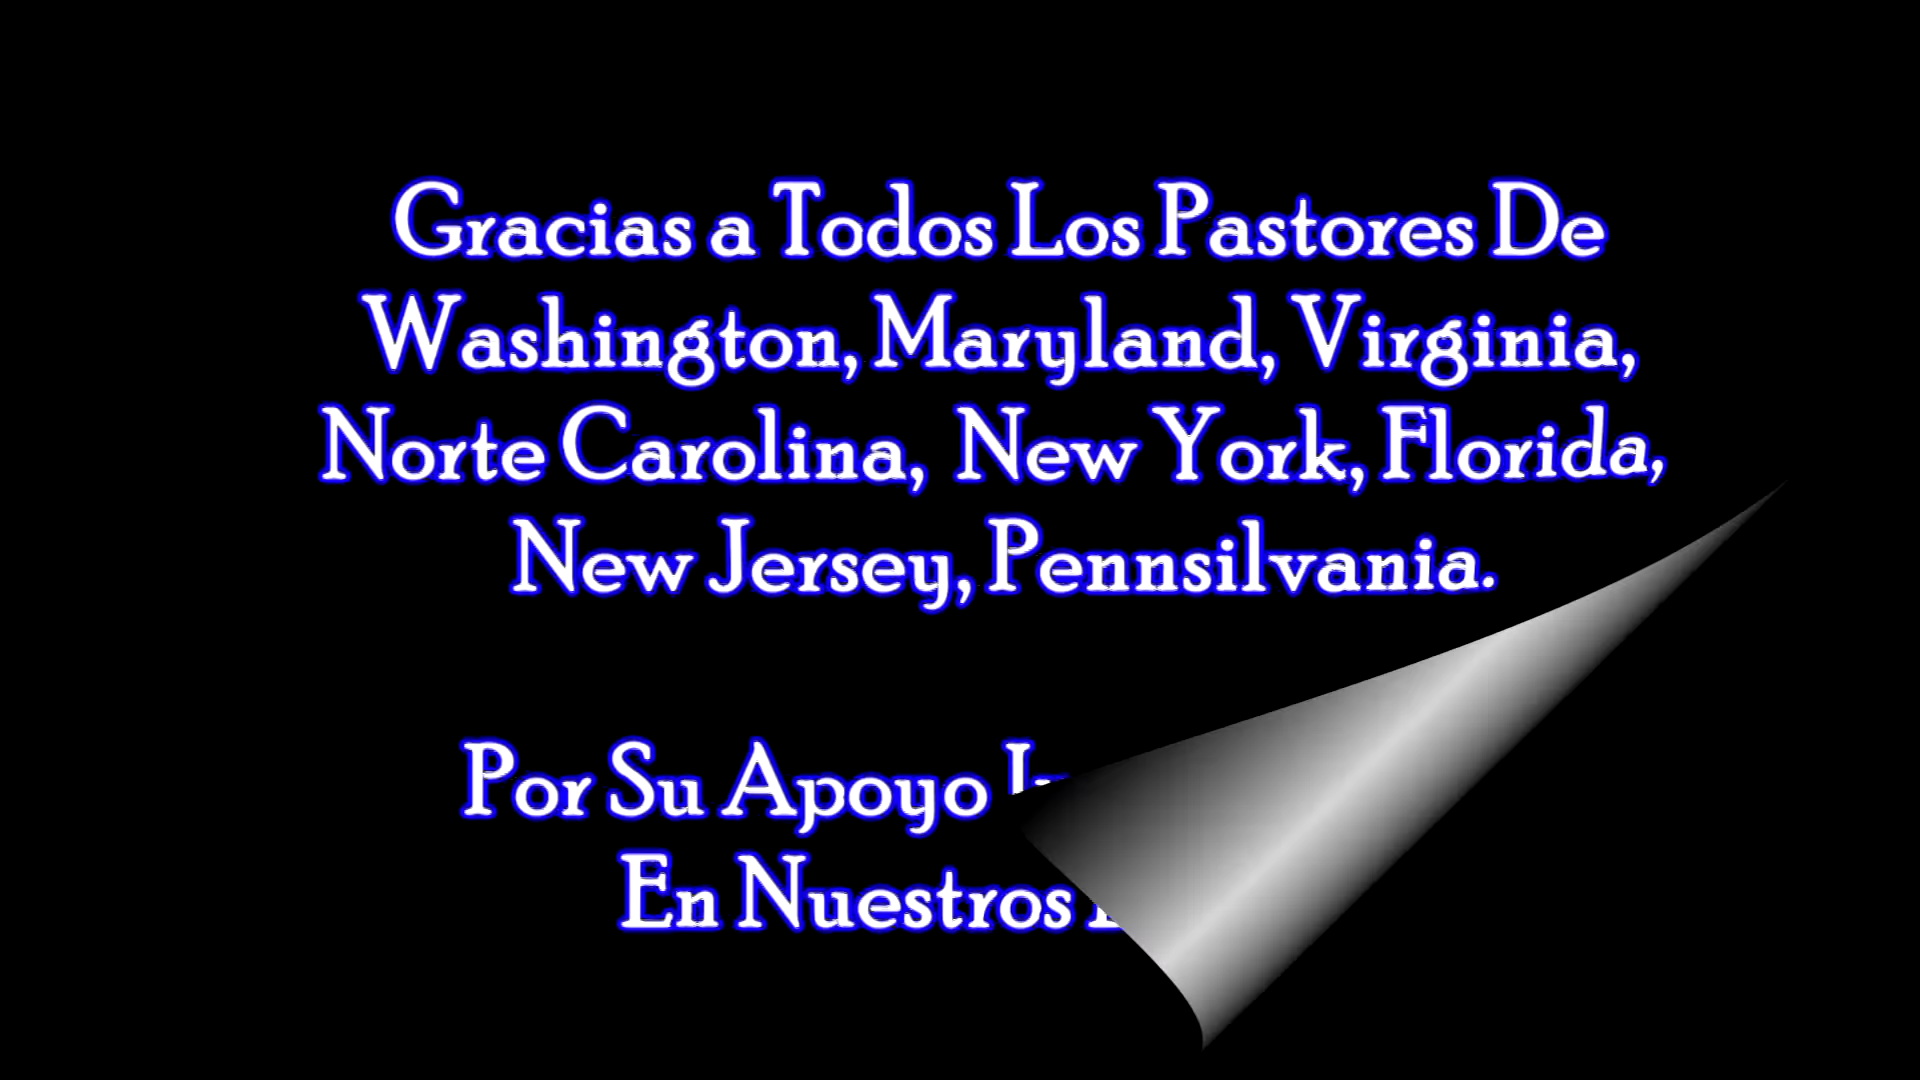 Gracias a Todos Los Pastores De
Washington, Maryland, Virginia,
Norte Carolina, New York, Florida,
New Jersey, Pennsilvania.
Por Su Apoyo
En Nuestros